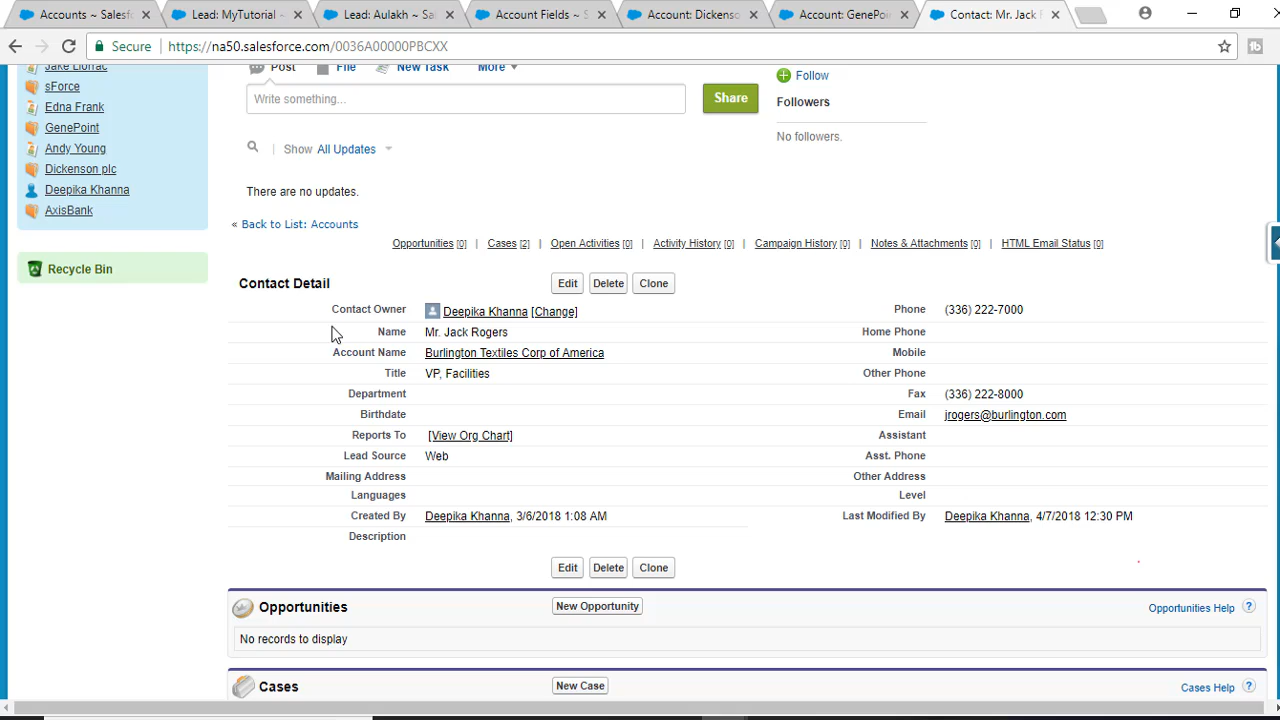 Accounts ~ Salesf
Lead: MyTutorial ~
Lead: Aulakh ~ Sa
Account Fields ~ S
Account: Dickens
Account: GenePoi
Contact: Mr. Jack R
Secure
https://na50.salesforce.com/0036A00000PBCXX
Jake Llorrac
sForce
Edna Frank
GenePoint
Andy Young
Dickenson plc
Deepika Khanna
AxisBank
Recycle Bin
Post File New Task More
Write something...
Share
Follow
Followers
No followers.
Show All Updates
There are no updates.
« Back to List: Accounts
Opportunities [0] | Cases [2] | Open Activities [0] | Activity History [0] | Campaign History [0] | Notes & Attachments [0] | HTML Email Status [0]
Contact Detail Edit Delete Clone
Contact Owner Deepika Khanna [Change] Phone (336) 222-7000
Name Mr. Jack Rogers Home Phone
Account Name Burlington Textiles Corp of America Mobile
Title VP, Facilities Other Phone
Department Fax (336) 222-8000
Birthdate Email jrogers@burlington.com
Reports To [View Org Chart] Assistant
Lead Source Web Asst. Phone
Mailing Address Other Address
Languages Level
Created By Deepika Khanna, 3/6/2018 1:08 AM Last Modified By Deepika Khanna, 4/7/2018 12:30 PM
Description
Edit Delete Clone
Opportunities New Opportunity Opportunities Help ?
No records to display
Cases New Case Cases Help ?